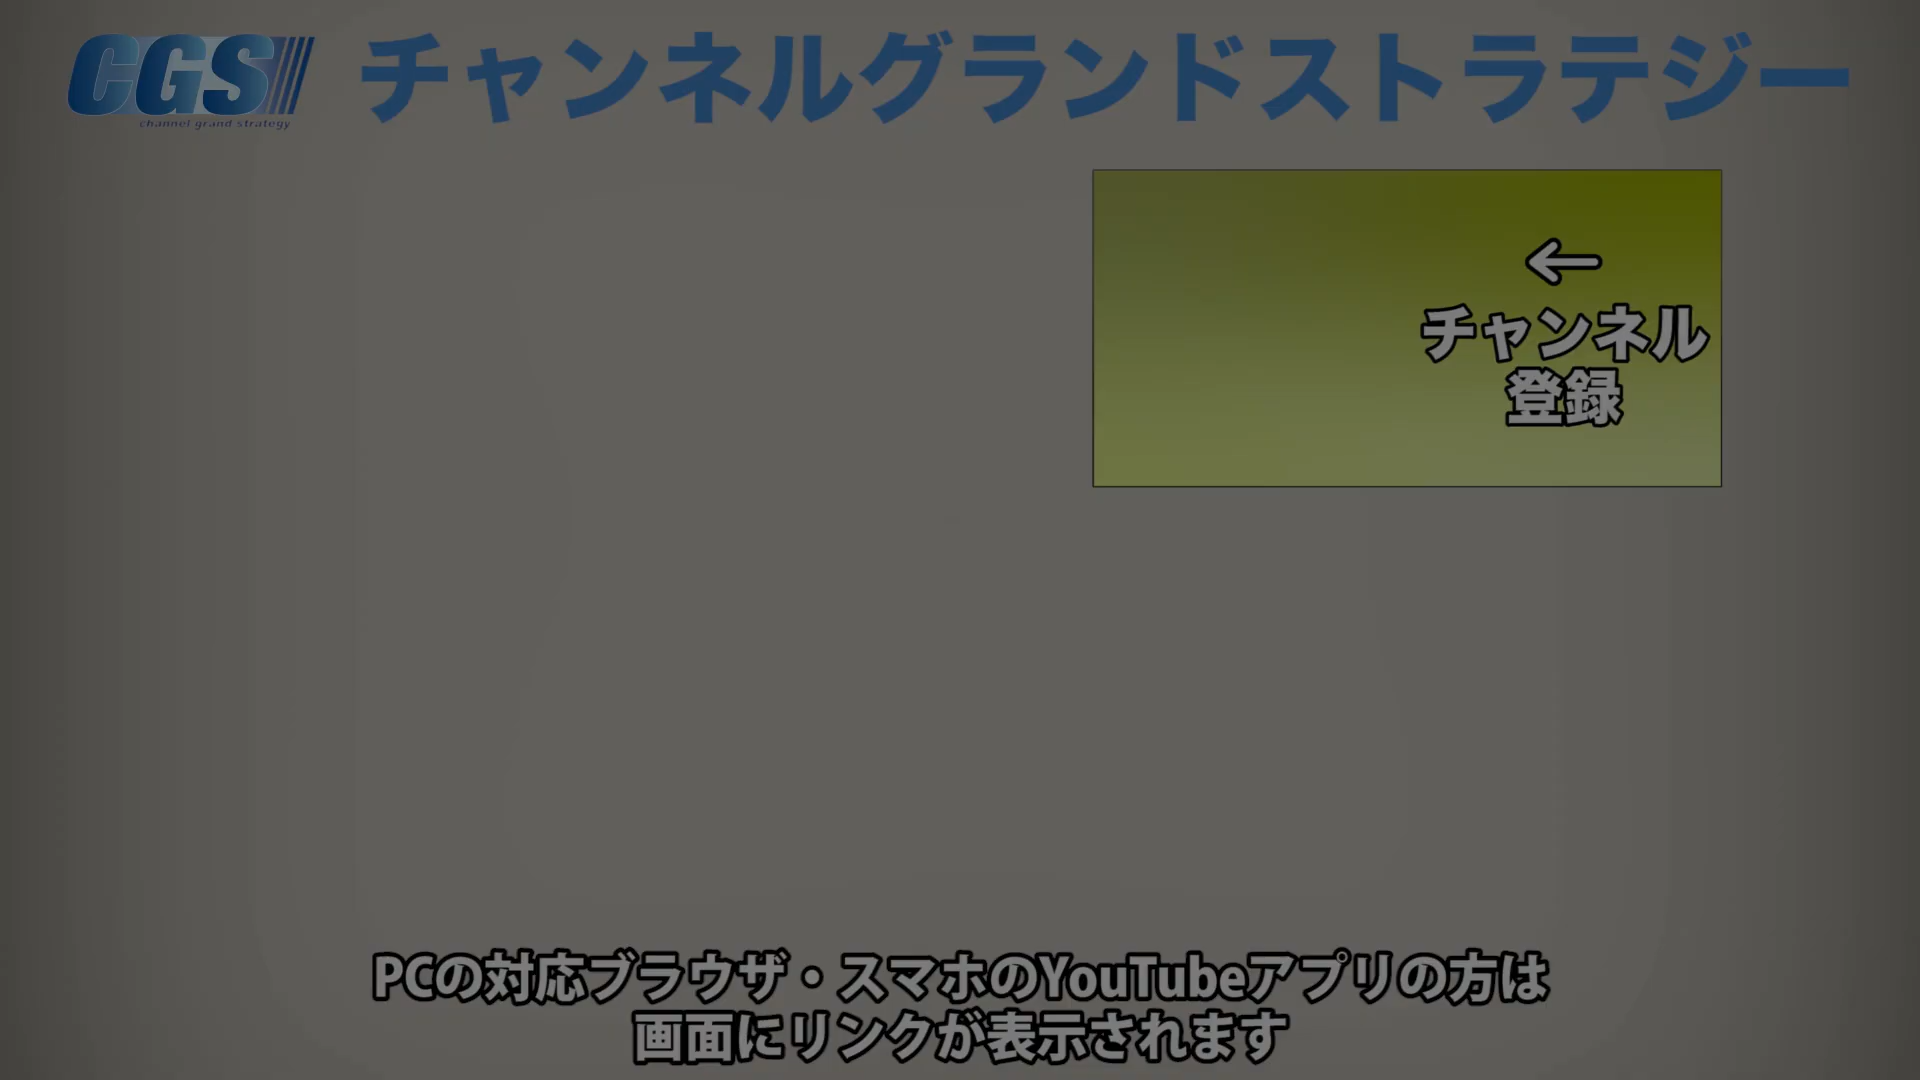 CGS
channel grand strategy
チャンネルグランドストラテジー
←
チャンネル
登録
PCの対応ブラウザ・スマホのYouTubeアプリの方は
画面にリンクが表示されます